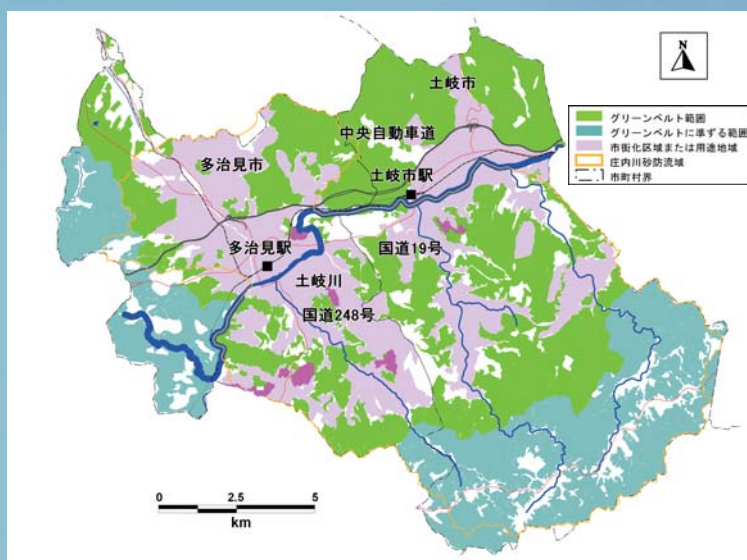 N
土岐市
中央自動車道
多治見市
土岐市駅
多治見駅
国道19号
土岐川
国道248号
グリーンベルト範囲
グリーンベルトに準ずる範囲
市街化区域または用途地域
庄内川砂防流域
市町村界
0 2.5 5
km